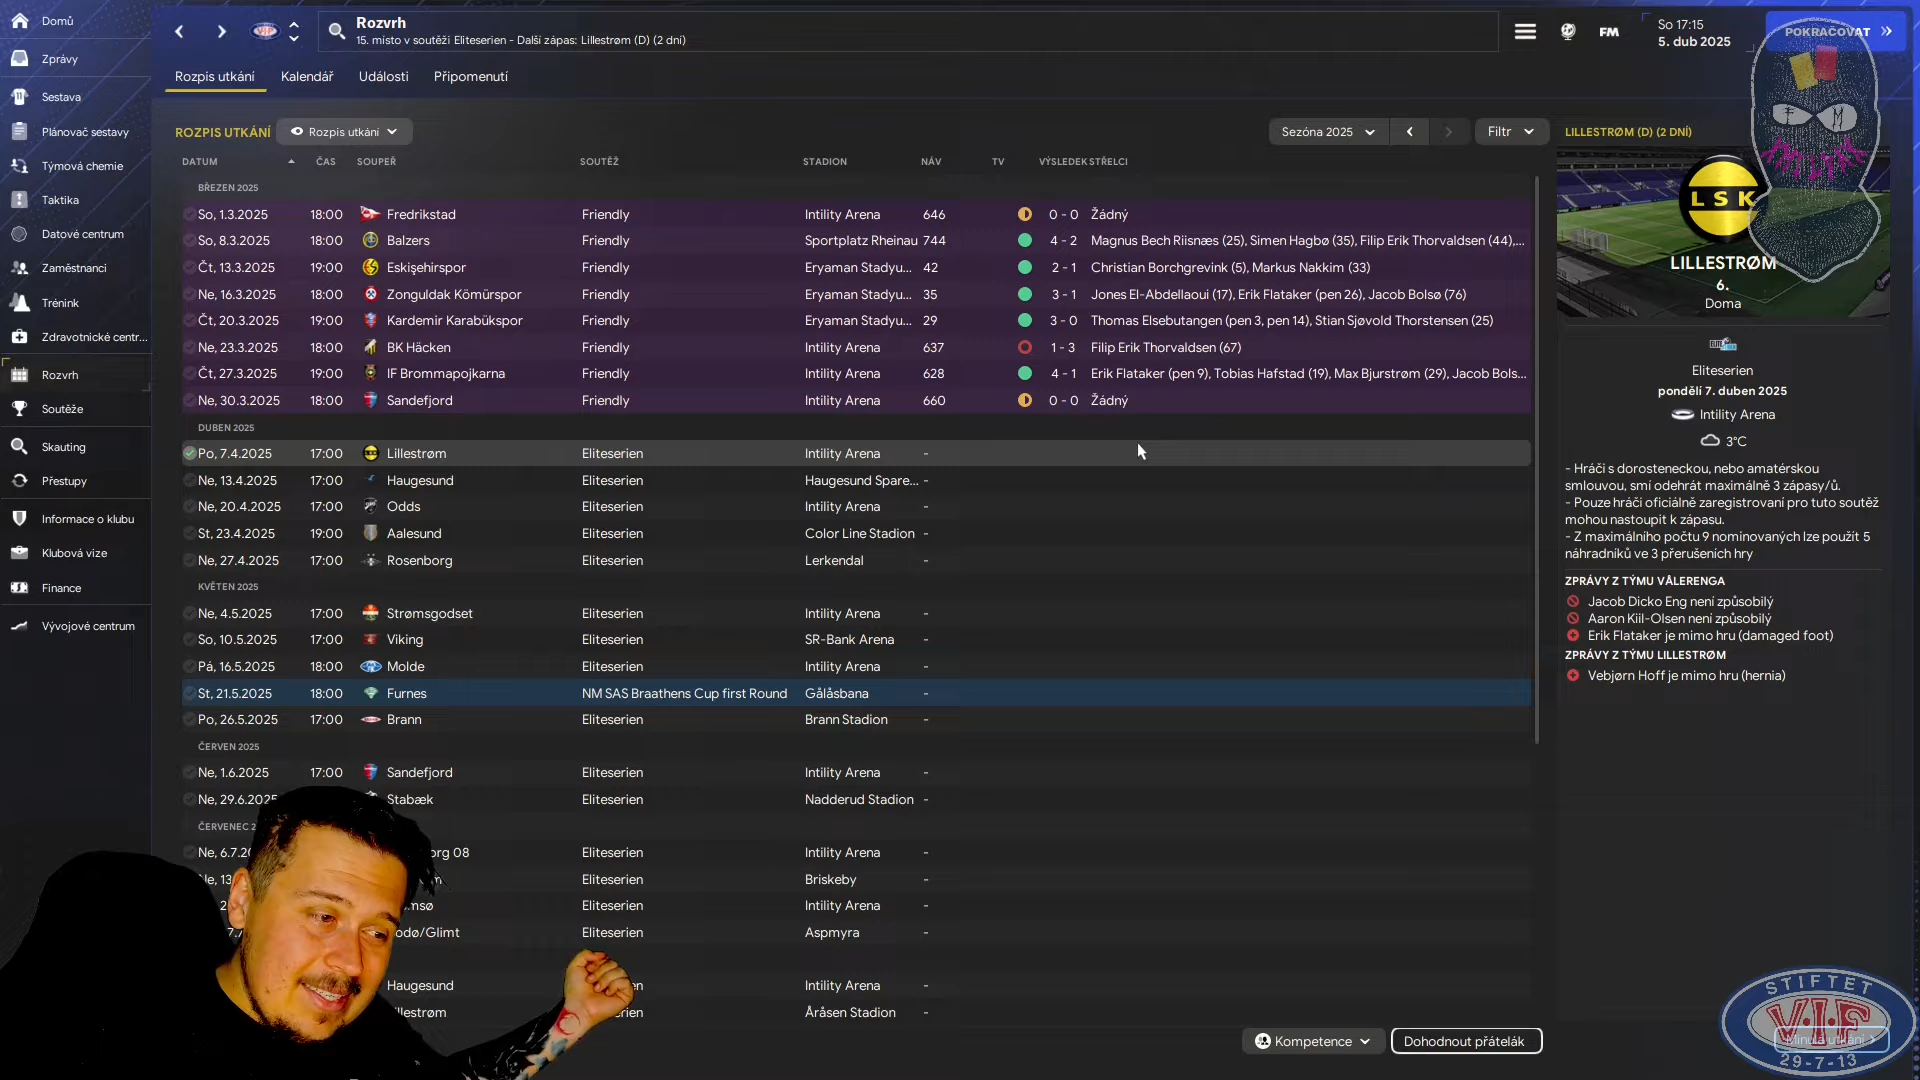 Domů
Zprávy
Sestava
Plánovač sestavy
Týmová chemie
Taktika
Datové centrum
Zaměstnanci
Trénink
Zdravotnické centr...
Rozvrh
Soutěže
Skauting
Přestupy
Informace o klubu
Klubová vize
Finance
Vývojové centrum
Rozvrh
15. místo v soutěži Eliteserien - Další zápas: Lillestrøm (D) (2 dní)
FM
So 17:15
5. dub 2025
POKRAČOVAT
Rozpis utkání Kalendář Události Připomenutí
ROZPIS UTKÁNÍ Rozpis utkání Sezóna 2025 Filtr
DATUM ČAS SOUPEŘ SOUTĚŽ STADION NÁV TV VÝSLEDEK STŘELCI
BŘEZEN 2025
So, 1.3.2025 18:00 Fredrikstad Friendly Intility Arena 646 0 - 0 Žádný
So, 8.3.2025 18:00 Balzers Friendly Sportplatz Rheinau 744 4 - 2 Magnus Bech Riisnæs (25), Simen Hagbø (35), Filip Erik Thorvaldsen (44),...
Čt, 13.3.2025 19:00 Eskişehirspor Friendly Eryaman Stadyu... 42 2 - 1 Christian Borchgrevink (5), Markus Nakkim (33)
Ne, 16.3.2025 18:00 Zonguldak Kömürspor Friendly Eryaman Stadyu... 35 3 - 1 Jones El-Abdellaoui (17), Erik Flataker (pen 26), Jacob Bolsø (76)
Čt, 20.3.2025 19:00 Kardemir Karabükspor Friendly Eryaman Stadyu... 29 3 - 0 Thomas Elsebutangen (pen 3, pen 14), Stian Sjøvold Thorstensen (25)
Ne, 23.3.2025 18:00 BK Häcken Friendly Intility Arena 637 1 - 3 Filip Erik Thorvaldsen (67)
Čt, 27.3.2025 19:00 IF Brommapojkarna Friendly Intility Arena 628 4 - 1 Erik Flataker (pen 9), Tobias Hafstad (19), Max Bjurstrøm (29), Jacob Bols...
Ne, 30.3.2025 18:00 Sandefjord Friendly Intility Arena 660 0 - 0 Žádný
DUBEN 2025
Po, 7.4.2025 17:00 Lillestrøm Eliteserien Intility Arena -
Ne, 13.4.2025 17:00 Haugesund Eliteserien Haugesund Spare... -
Ne, 20.4.2025 17:00 Odds Eliteserien Intility Arena -
St, 23.4.2025 19:00 Aalesund Eliteserien Color Line Stadion -
Ne, 27.4.2025 17:00 Rosenborg Eliteserien Lerkendal -
KVĚTEN 2025
Ne, 4.5.2025 17:00 Strømsgodset Eliteserien Intility Arena -
So, 10.5.2025 17:00 Viking Eliteserien SR-Bank Arena -
Pá, 16.5.2025 18:00 Molde Eliteserien Intility Arena -
St, 21.5.2025 18:00 Furnes NM SAS Braathens Cup first Round Gålåsbana -
Po, 26.5.2025 17:00 Brann Eliteserien Brann Stadion -
ČERVEN 2025
Ne, 1.6.2025 17:00 Sandefjord Eliteserien Intility Arena -
Ne, 29.6.2025 Stabæk Eliteserien Nadderud Stadion -
ČERVENEC 2
Ne, 6.7.20 org 08 Eliteserien Intility Arena -
Ne, 13 Eliteserien Briskeby -
msø Eliteserien Intility Arena -
odø/Glimt Eliteserien Aspmyra -
Haugesund Intility Arena -
llestrøm Åråsen Stadion -
Kompetence Dohodnout přátelák
LILLESTRØM (D) (2 DNÍ)
LSK
LILLESTRØM
6.
Doma
Eliteserien
pondělí 7. duben 2025
Intility Arena
3°C
- Hráči s dorosteneckou, nebo amatérskou
smlouvou, smí odehrát maximálně 3 zápasy/ů.
- Pouze hráči oficiálně zaregistrovaní pro tuto soutěž
mohou nastoupit k zápasu.
- Z maximálního počtu 9 nominovaných lze použít 5
náhradníků ve 3 přerušeních hry
ZPRÁVY Z TÝMU VÅLERENGA
Jacob Dicko Eng není způsobilý
Aaron Kiil-Olsen není způsobilý
Erik Flataker je mimo hru (damaged foot)
ZPRÁVY Z TÝMU LILLESTRØM
Vebjørn Hoff je mimo hru (hernia)
STIFTET
VIF
Minulá utkání
29-7-13